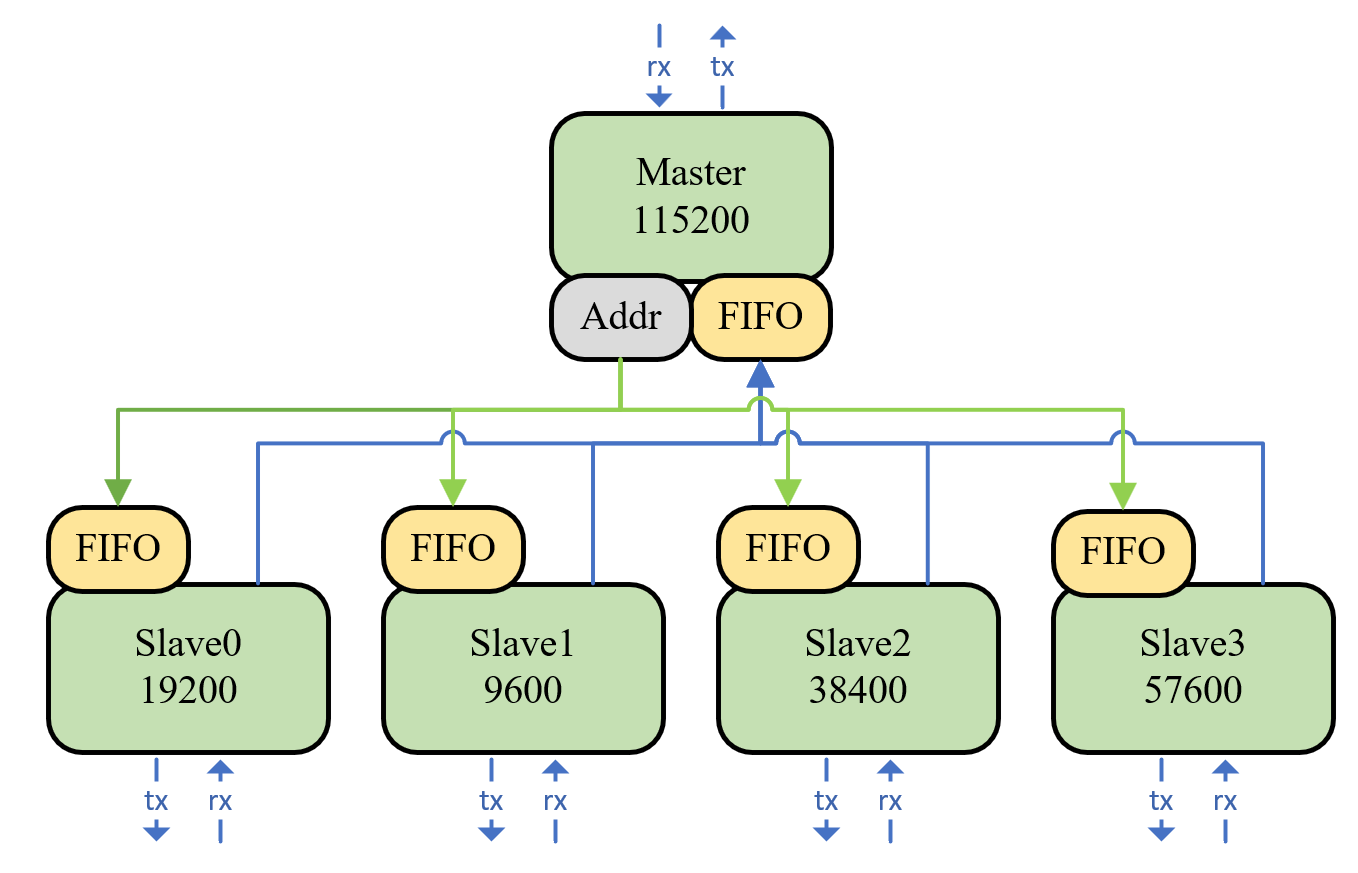 rx tx
Master
115200
Addr FIFO
FIFO FIFO FIFO FIFO
Slave0 Slave1 Slave2 Slave3
19200 9600 38400 57600
tx rx tx rx tx rx tx rx